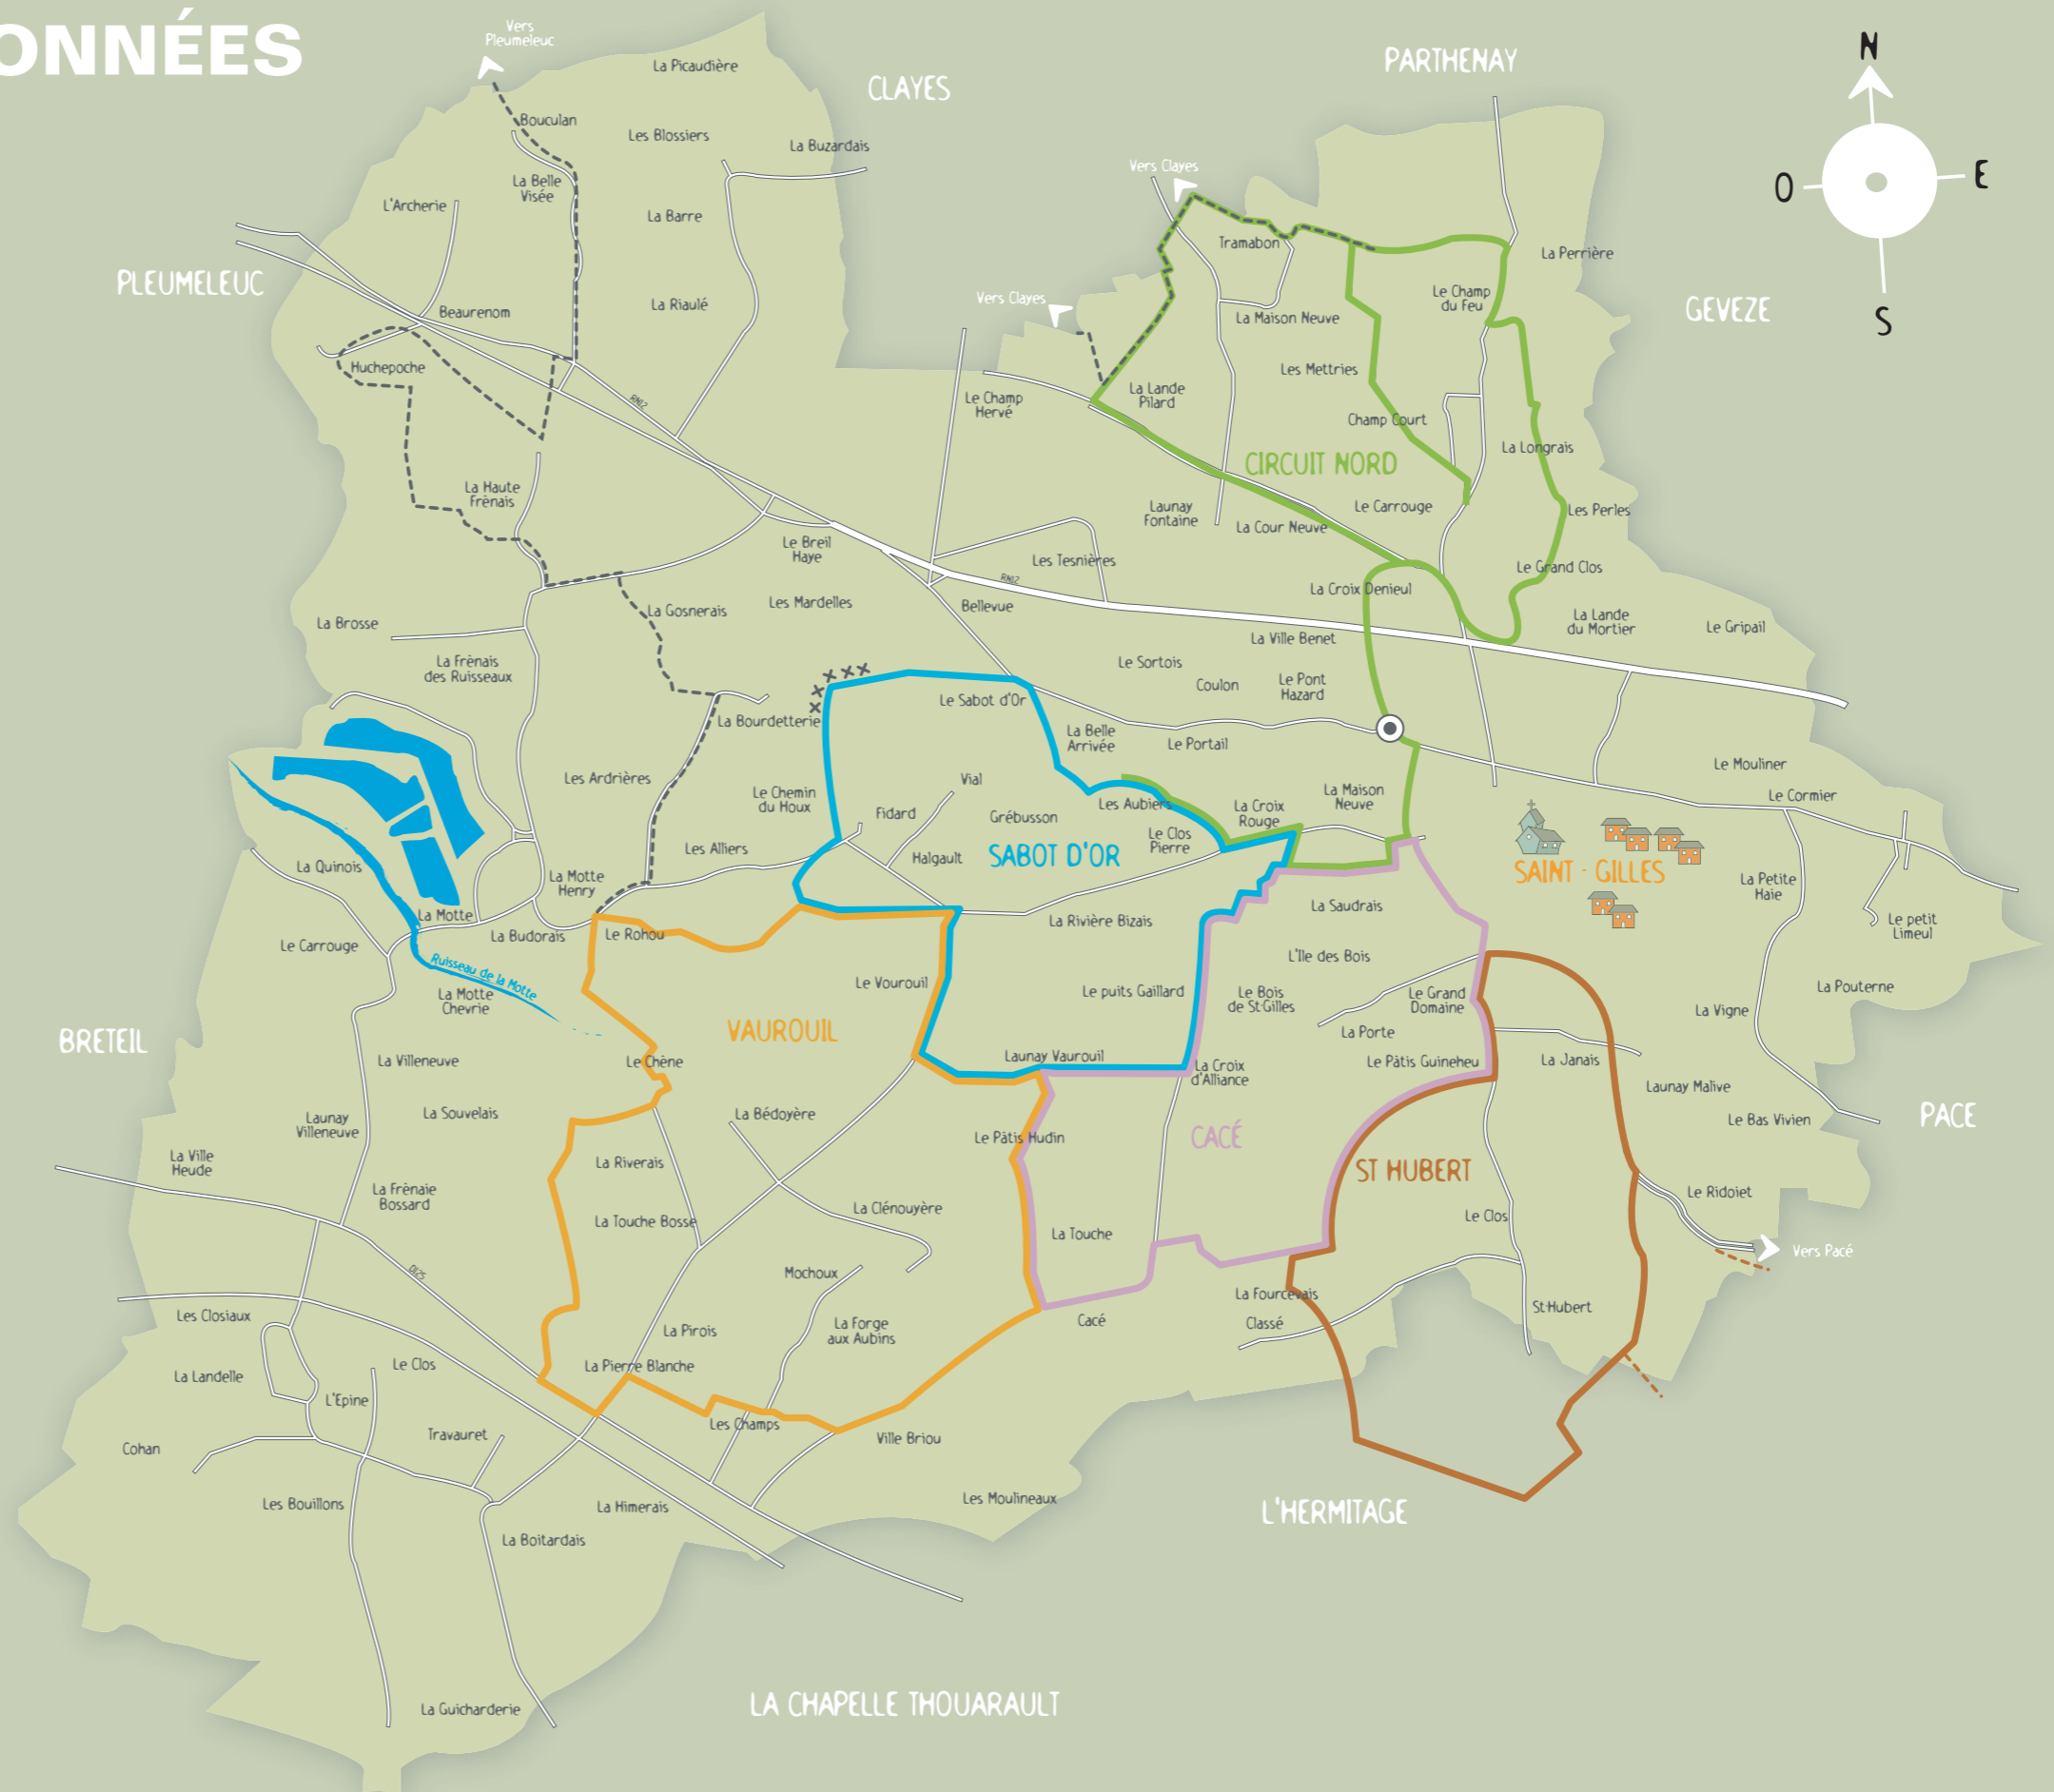 ONNÉES
Vers
Pleumeleuc
La Picaudière
CLAYES
PARTHENAY
N
O
E
S
Bouculan
Les Blossiers
La Buzardais
La Belle
Visée
L'Archerie
La Barre
Vers Clayes
Tramabon
La Perrière
PLEUMELEUC
Beaurenom
La Riaulé
Vers Clayes
Le Champ
du Feu
GEVEZE
La Maison Neuve
Huchepoche
RN12
Les Mettries
Le Champ
Hervé
La Lande
Pilard
Champ Court
La Longrais
CIRCUIT NORD
La Haute
Frênais
Launay
Fontaine
Le Carrouge
Les Perles
La Cour Neuve
Le Breil
Haye
Les Tesnières
RN12
Le Grand Clos
La Croix Denieul
Les Mardelles
Bellevue
La Gosnerais
La Brosse
La Lande
du Mortier
Le Gripail
La Ville Benet
La Frênais
des Ruisseaux
Le Sortois
Coulon
Le Pont
Hazard
Le Sabot d'Or
La Bourdetterie
La Belle
Arrivée
Le Portail
Le Mouliner
Les Ardrières
Le Chemin
du Houx
Vial
Fidard
Grébusson
Les Aubiers
La Croix
Rouge
La Maison
Neuve
Le Cormier
Le Clos
Pierre
Les Alliers
Halgault
SABOT D'OR
SAINT - GILLES
La Quinois
La Motte
Henry
La Petite
Haie
La Motte
La Budorais
Le Rohou
La Rivière Bizais
La Saudrais
Le petit
Limeul
Le Carrouge
Ruisseau de la Motte
L'Ile des Bois
Le Vourouil
Le puits Gaillard
Le Bois
de St-Gilles
Le Grand
Domaine
La Pouterne
La Motte
Chevrie
La Vigne
VAUROUIL
La Porte
BRETEIL
La Villeneuve
Le Chêne
Launay Vaurouil
La Croix
d'Alliance
Le Pâtis Guineheu
La Janais
Launay Malive
La Souvelais
Launay
Villeneuve
La Bédoyère
Le Bas Vivien
PACE
Le Pâtis Hudin
CACÉ
La Ville
Heude
La Riverais
ST HUBERT
La Frênaie
Bossard
Le Ridoiet
La Clénouyère
La Touche Bosse
La Touche
Le Clos
Vers Pacé
D125
Mochoux
La Fourcevais
St-Hubert
Les Closiaux
La Pirois
La Forge
aux Aubins
Cacé
Classé
Le Clos
La Pierre Blanche
La Landelle
L'Epine
Les Champs
Travauret
Ville Briou
Cohan
Les Bouillons
La Himerais
Les Moulineaux
L'HERMITAGE
La Boitardais
La Guicharderie
LA CHAPELLE THOUARAULT